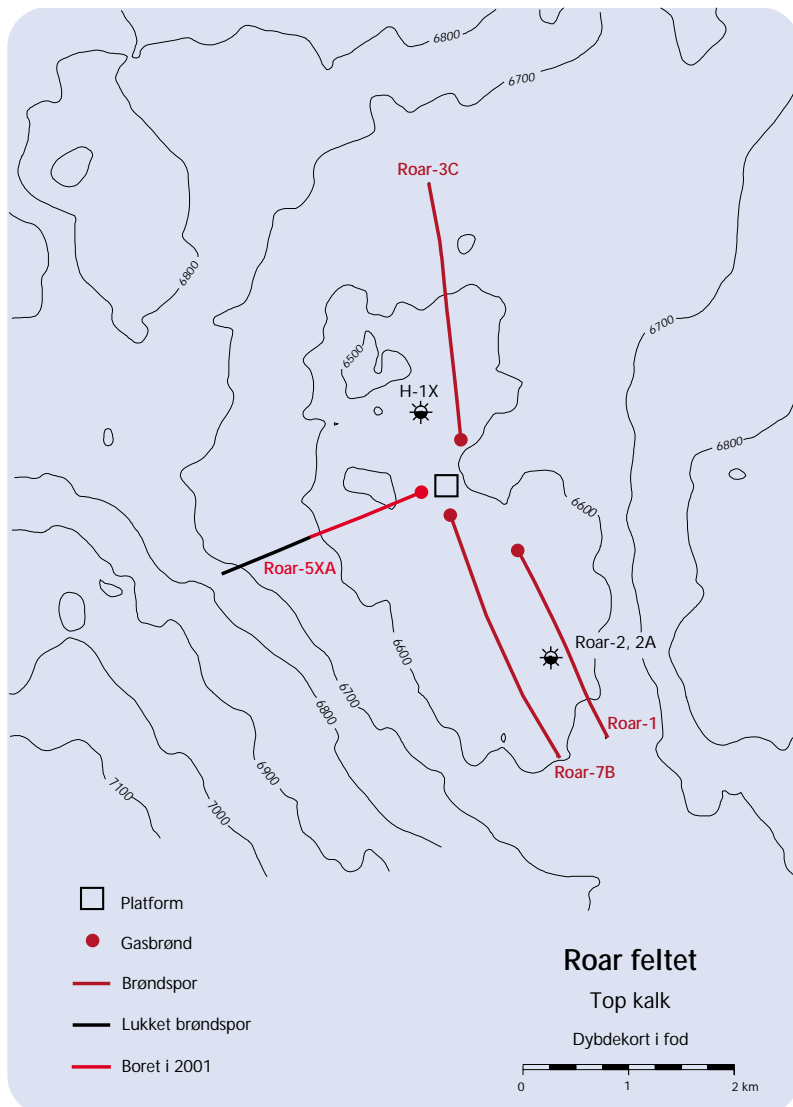 6800
6700
Roar-3C
6800
6700
6500
H-1X
6800
6600
Roar-5XA
Roar-2, 2A
6600
6700
6800
Roar-1
Roar-7B
6900
7100
7000
Platform
Gasbrønd
Brøndspor
Lukket brøndspor
Boret i 2001
Roar feltet
Top kalk
Dybdekort i fod
0 1 2 km